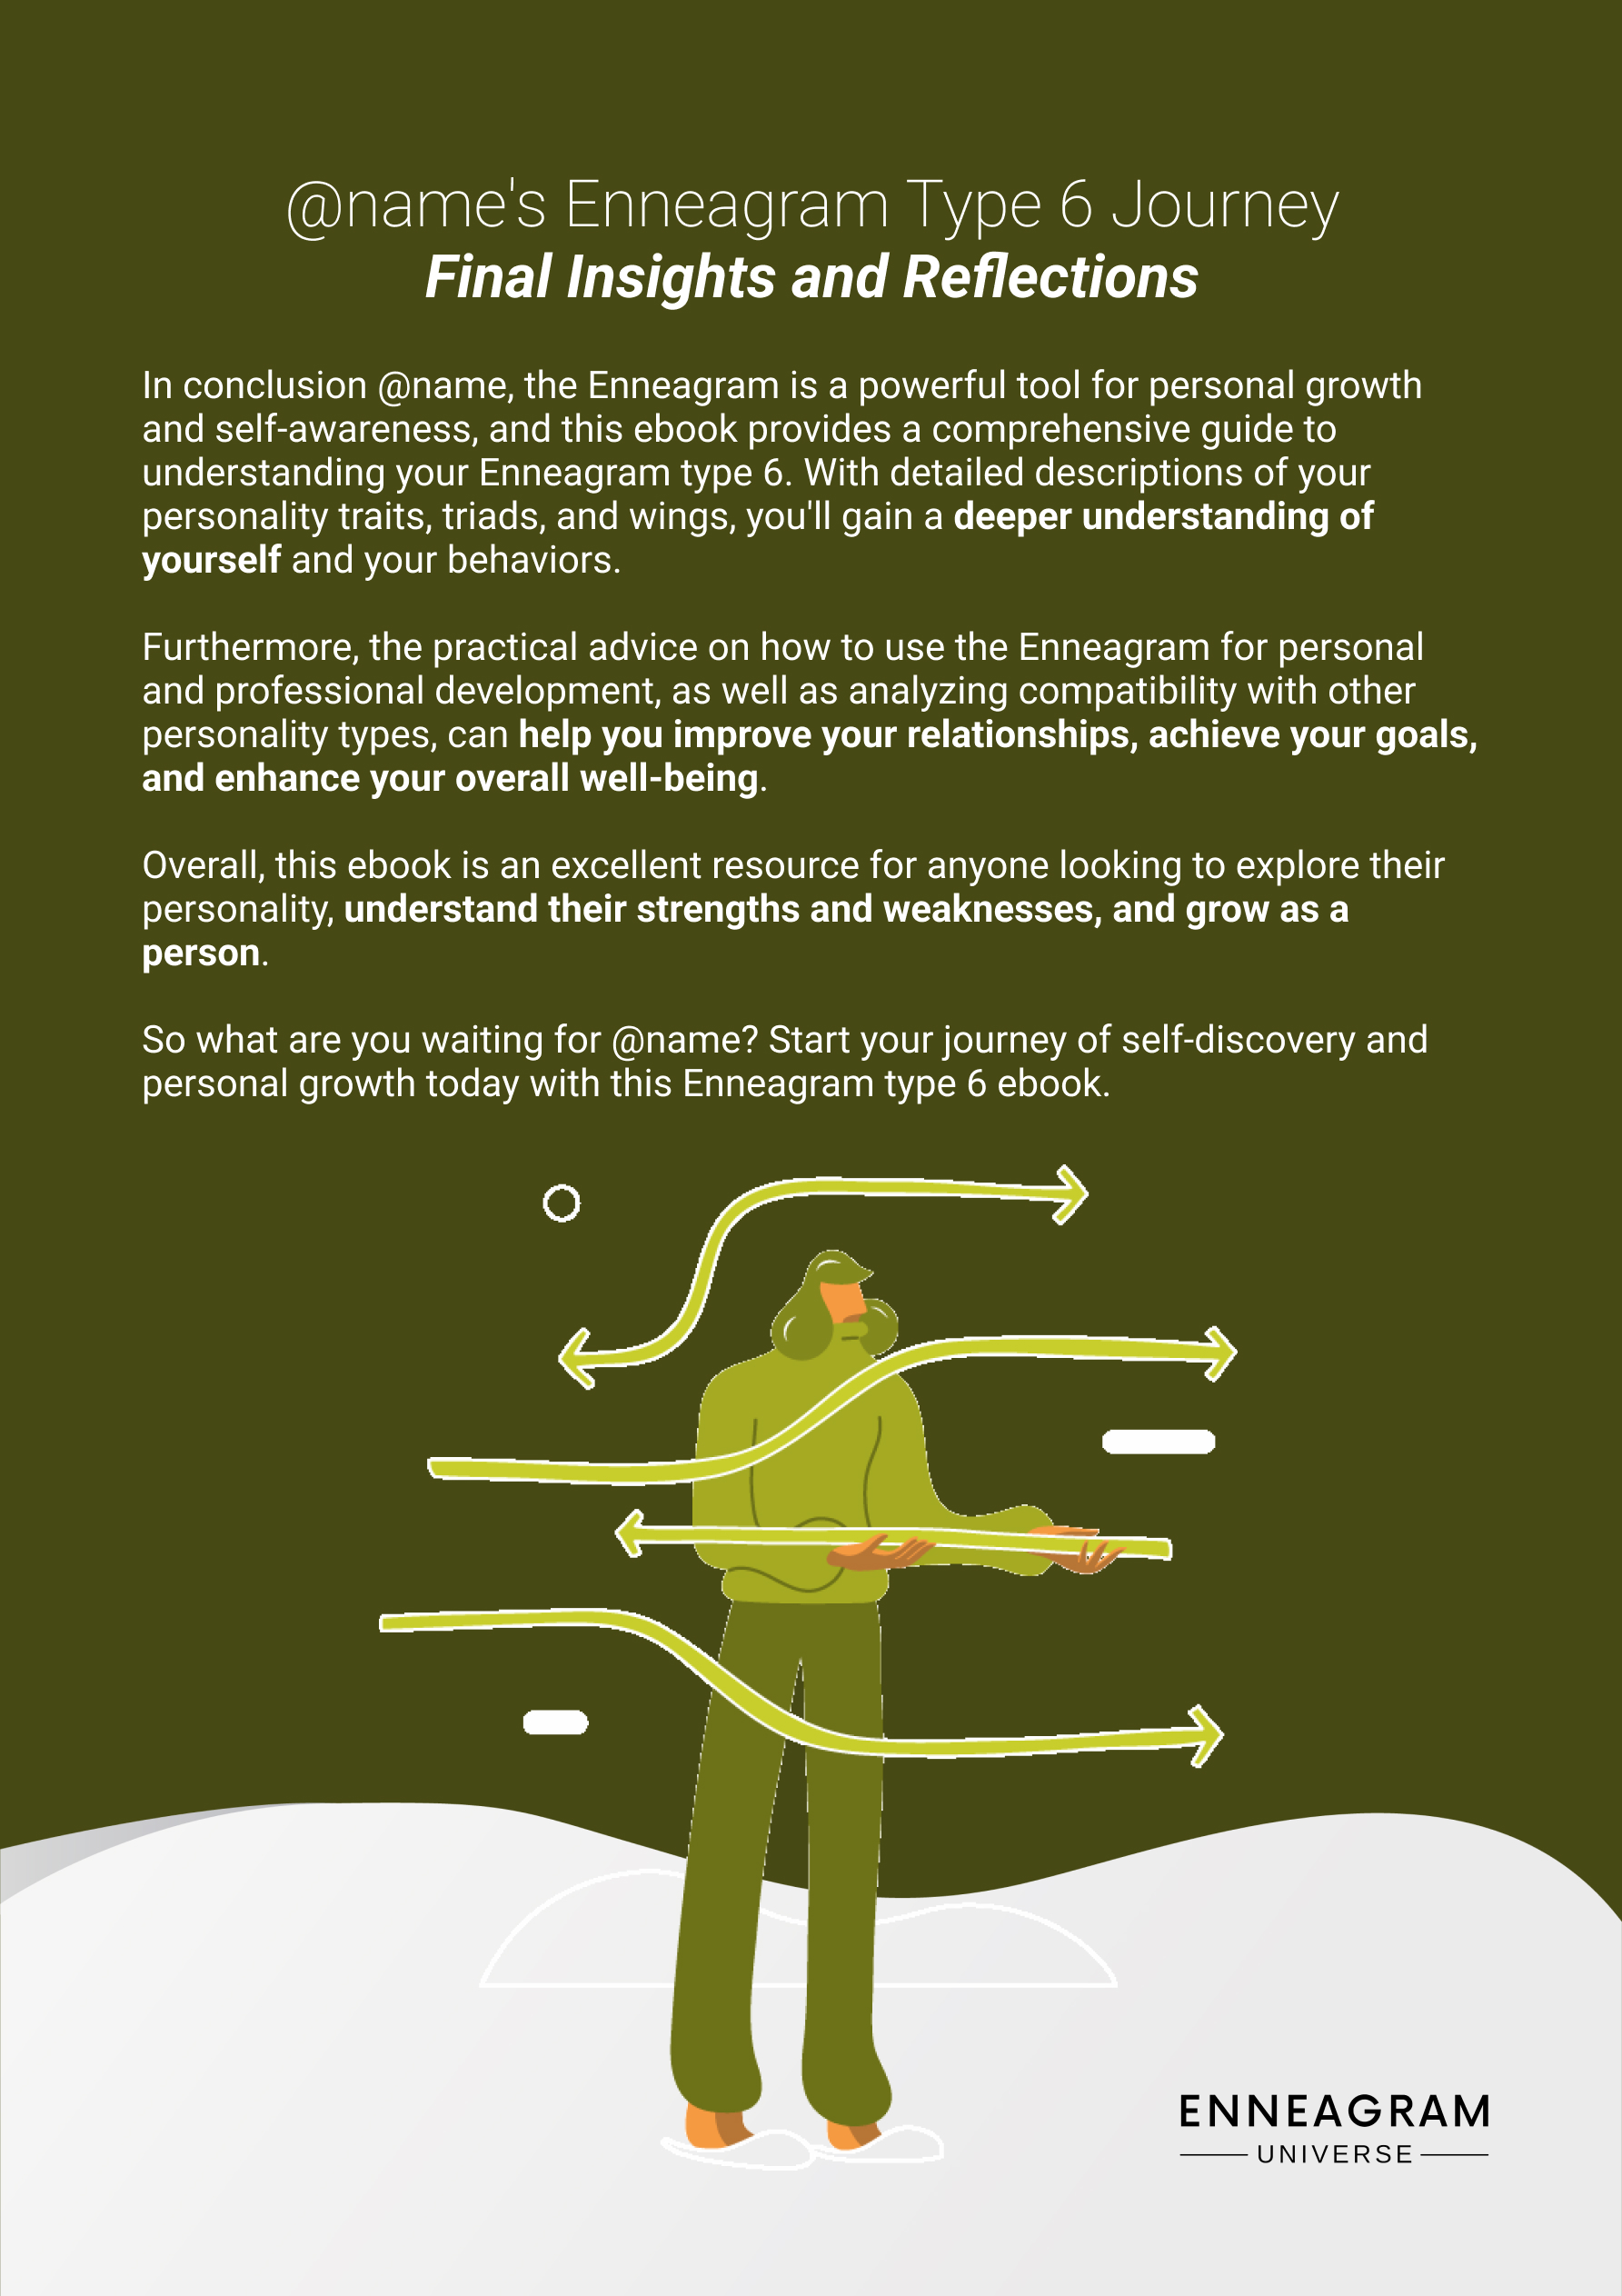 @name's Enneagram Type 6 Journey
Final Insights and Reflections
In conclusion @name, the Enneagram is a powerful tool for personal growth
and self-awareness, and this ebook provides a comprehensive guide to
understanding your Enneagram type 6. With detailed descriptions of your
personality traits, triads, and wings, you'll gain a deeper understanding of
yourself and your behaviors.
Furthermore, the practical advice on how to use the Enneagram for personal
and professional development, as well as analyzing compatibility with other
personality types, can help you improve your relationships, achieve your goals,
and enhance your overall well-being.
Overall, this ebook is an excellent resource for anyone looking to explore their
personality, understand their strengths and weaknesses, and grow as a
person.
So what are you waiting for @name? Start your journey of self-discovery and
personal growth today with this Enneagram type 6 ebook.
ENNEAGRAM
UNIVERSE